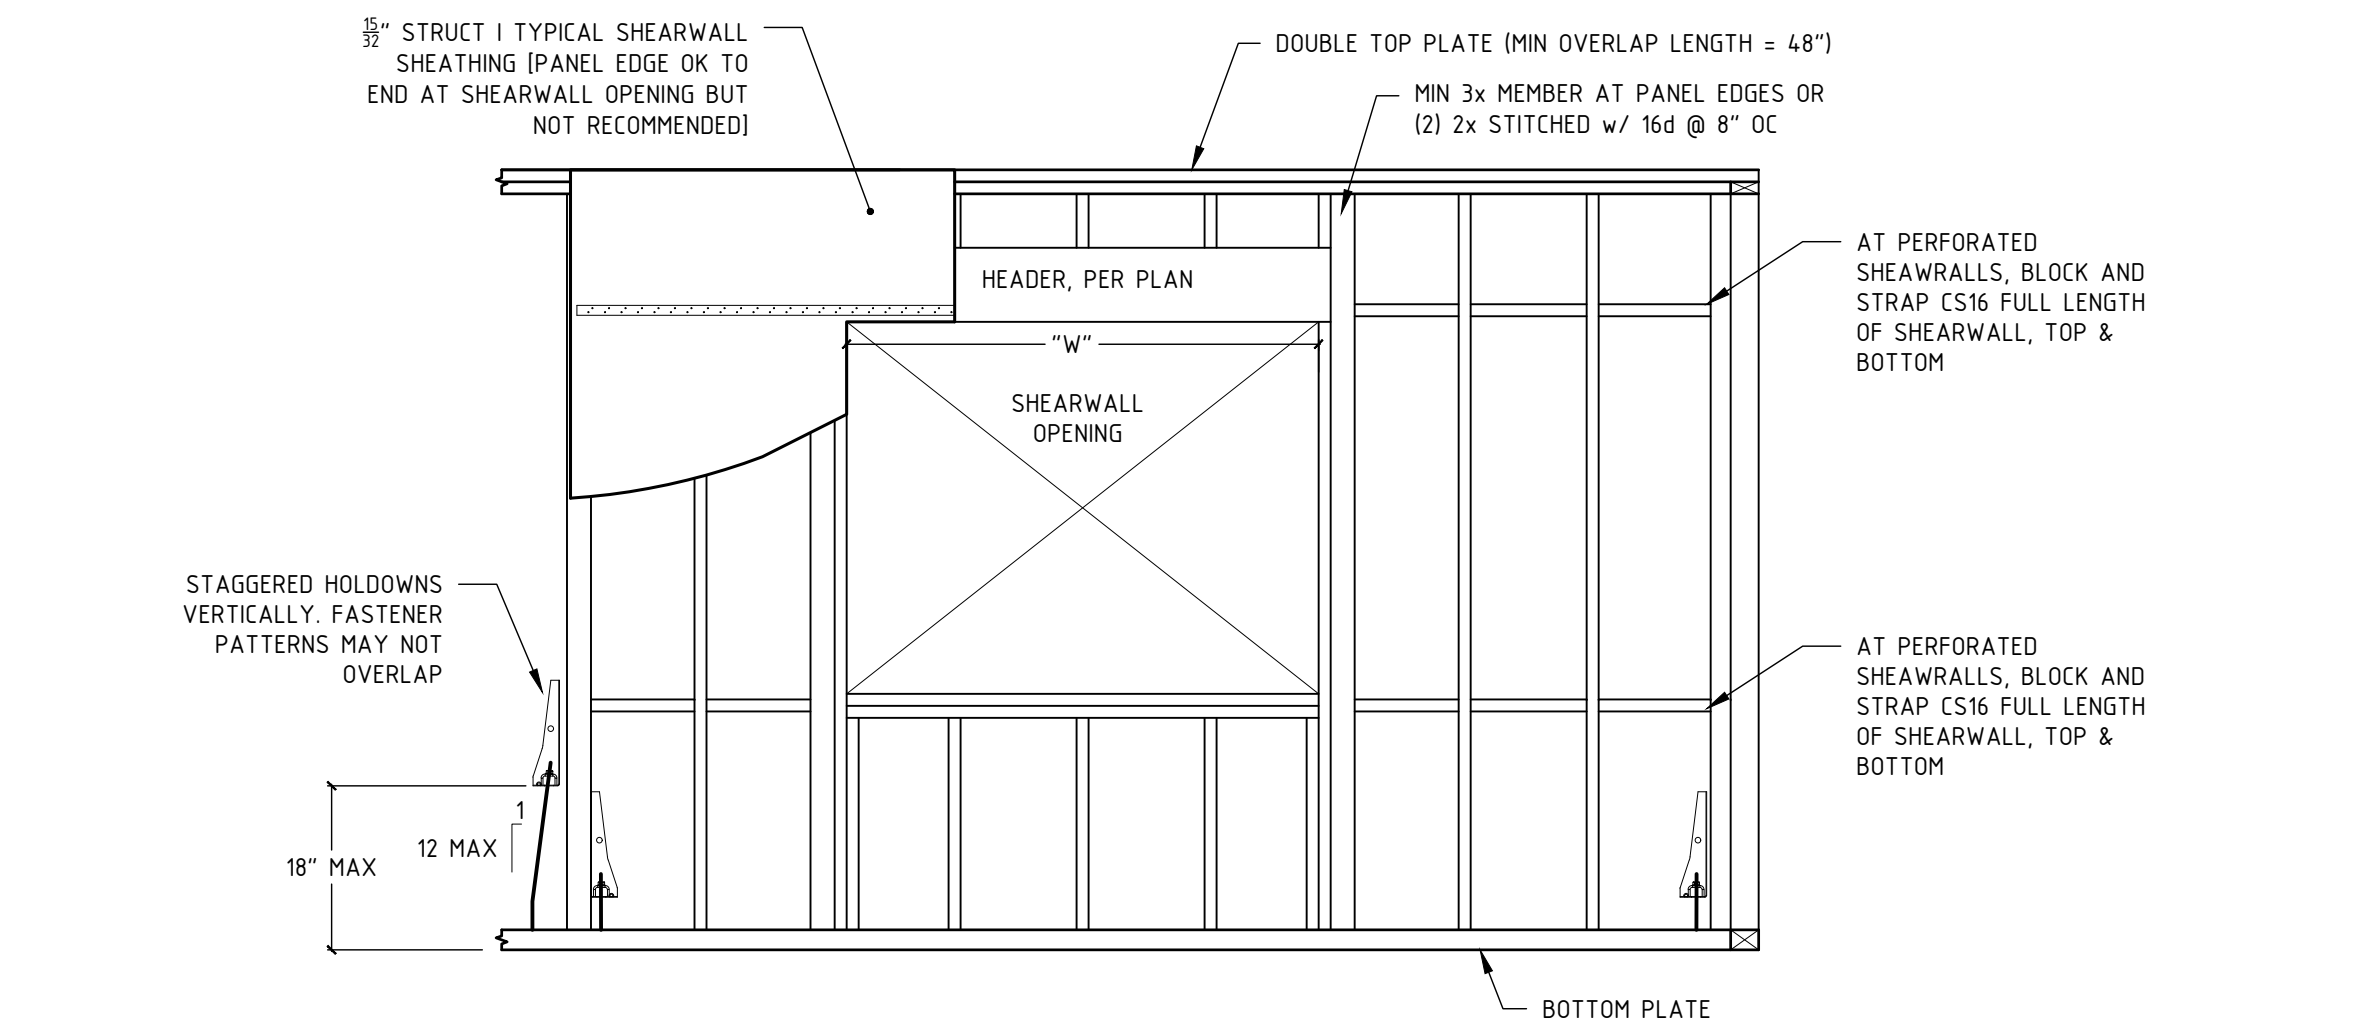 15/32" STRUCT I TYPICAL SHEARWALL
SHEATHING [PANEL EDGE OK TO
END AT SHEARWALL OPENING BUT
NOT RECOMMENDED]
DOUBLE TOP PLATE (MIN OVERLAP LENGTH = 48")
MIN 3x MEMBER AT PANEL EDGES OR
(2) 2x STITCHED w/ 16d @ 8" OC
AT PERFORATED
SHEAWRALLS, BLOCK AND
STRAP CS16 FULL LENGTH
OF SHEARWALL, TOP &
BOTTOM
HEADER, PER PLAN
"W"
SHEARWALL
OPENING
STAGGERED HOLDOWNS
VERTICALLY. FASTENER
PATTERNS MAY NOT
OVERLAP
AT PERFORATED
SHEAWRALLS, BLOCK AND
STRAP CS16 FULL LENGTH
OF SHEARWALL, TOP &
BOTTOM
1
12 MAX
18" MAX
BOTTOM PLATE